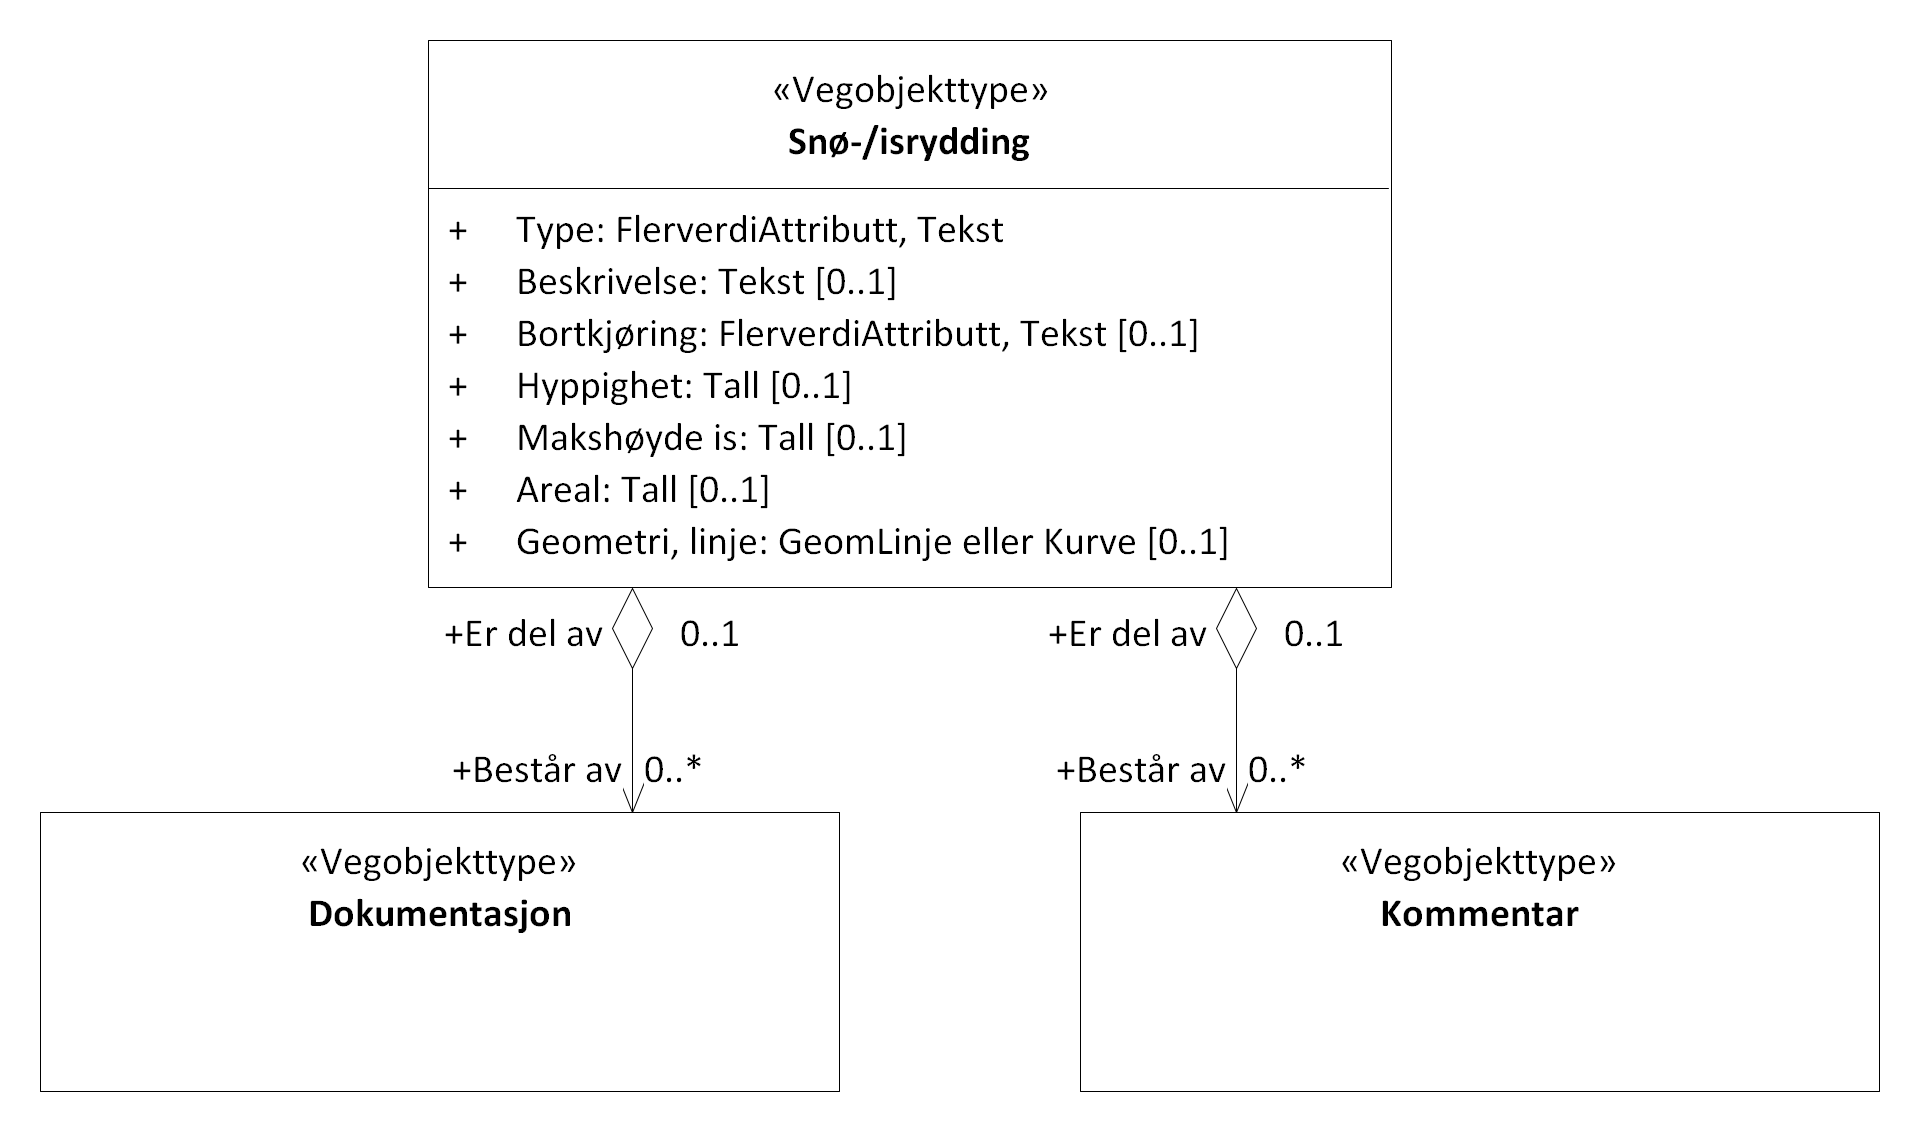 «Vegobjekttype»
Snø-/isrydding
+ Type: FlerverdiAttributt, Tekst
+ Beskrivelse: Tekst [0..1]
+ Bortkjøring: FlerverdiAttributt, Tekst [0..1]
+ Hyppighet: Tall [0..1]
+ Makshøyde is: Tall [0..1]
+ Areal: Tall [0..1]
+ Geometri, linje: GeomLinje eller Kurve [0..1]
+Er del av 0..1
+Er del av 0..1
+Består av 0..*
+Består av 0..*
«Vegobjekttype»
Dokumentasjon
«Vegobjekttype»
Kommentar